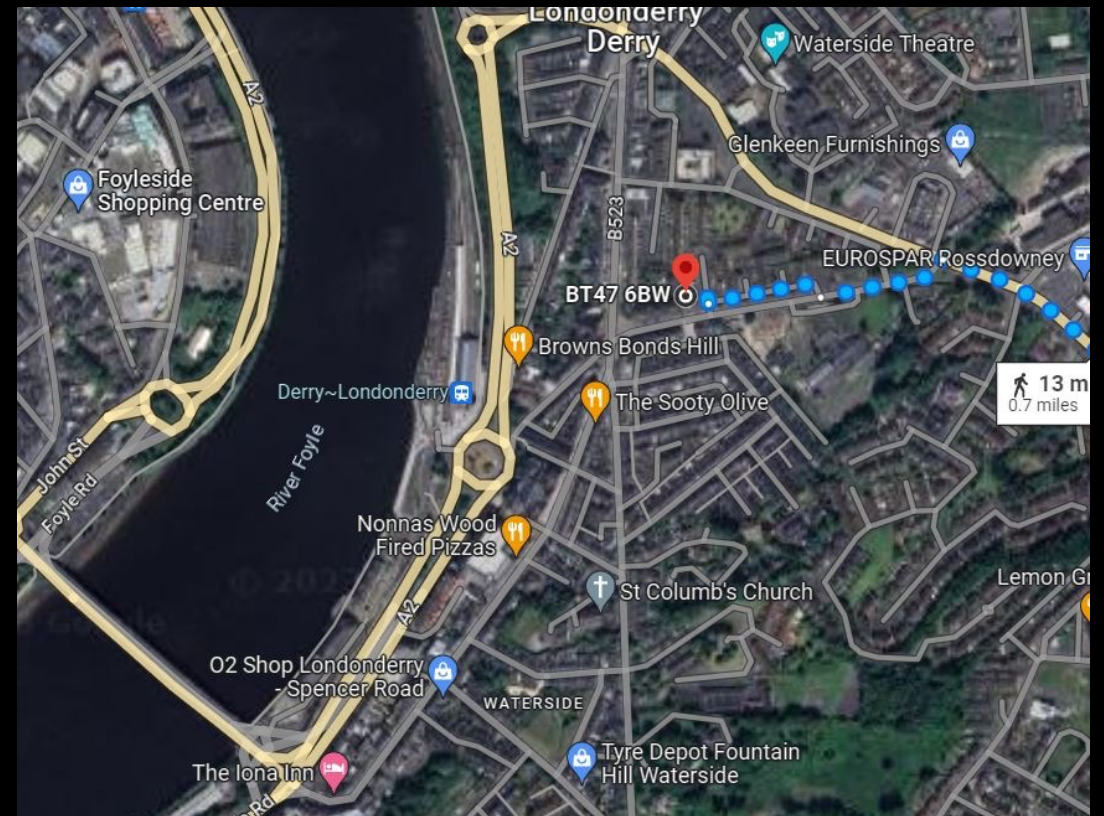 Londonderry
Derry
Waterside Theatre
A2
Glenkeen Furnishings
Foyleside
Shopping Centre
B523
A2
EUROSPAR Rossdowney
BT47 6BW
Browns Bonds Hill
13 m
0.7 miles
Derry~Londonderry
The Sooty Olive
John St
Foyle Rd
River Foyle
Nonnas Wood
Fired Pizzas
St Columb's Church
Lemon Gr
A2
O2 Shop Londonderry
- Spencer Road
WATERSIDE
Tyre Depot Fountain
Hill Waterside
The Iona Inn
Rd